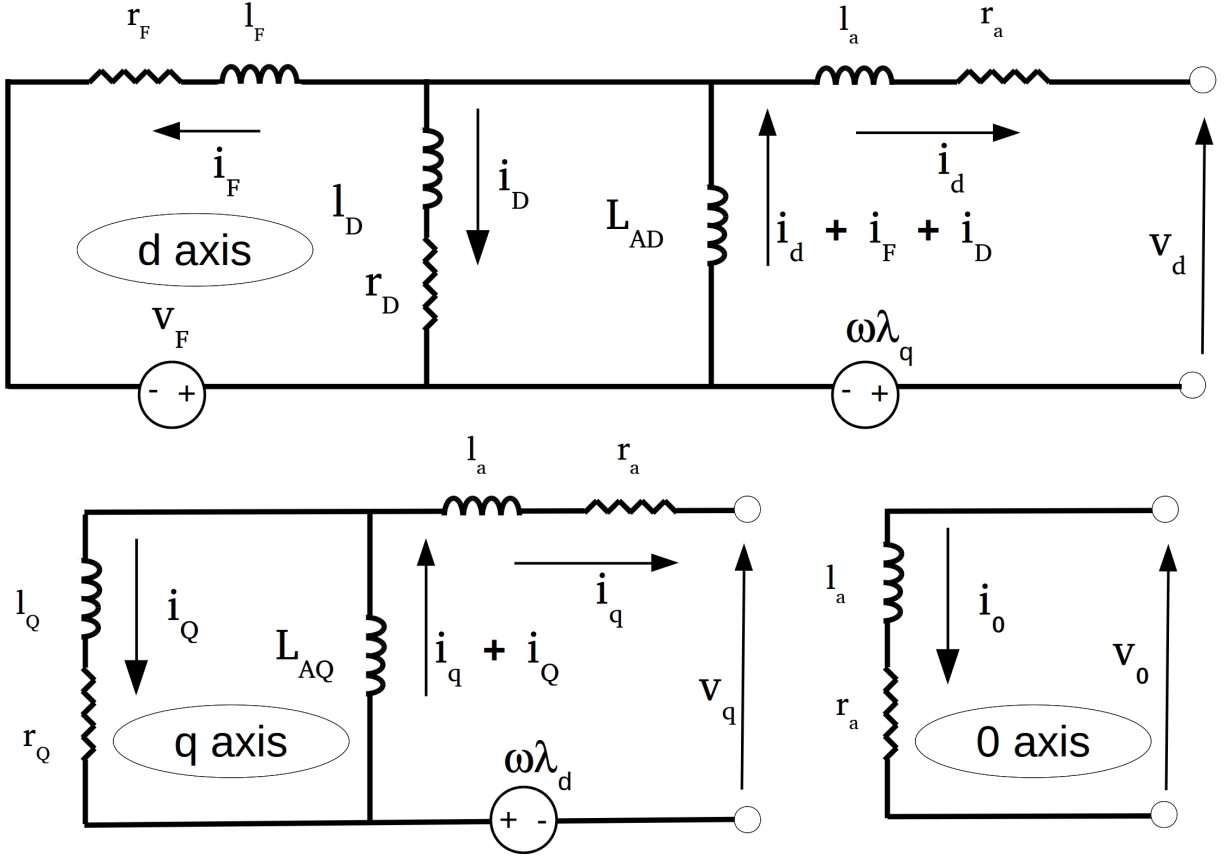 r_F l_F l_a r_a
i_F
l_D
i_D
L_AD
i_d
i_d + i_F + i_D
d axis
r_D
v_d
v_F
- +
ωλ_q
- +
l_a r_a
l_Q
i_Q
L_AQ
i_q
i_q + i_Q
v_q
r_Q
q axis
ωλ_d
+ -
l_a
i_0
v_0
r_a
0 axis